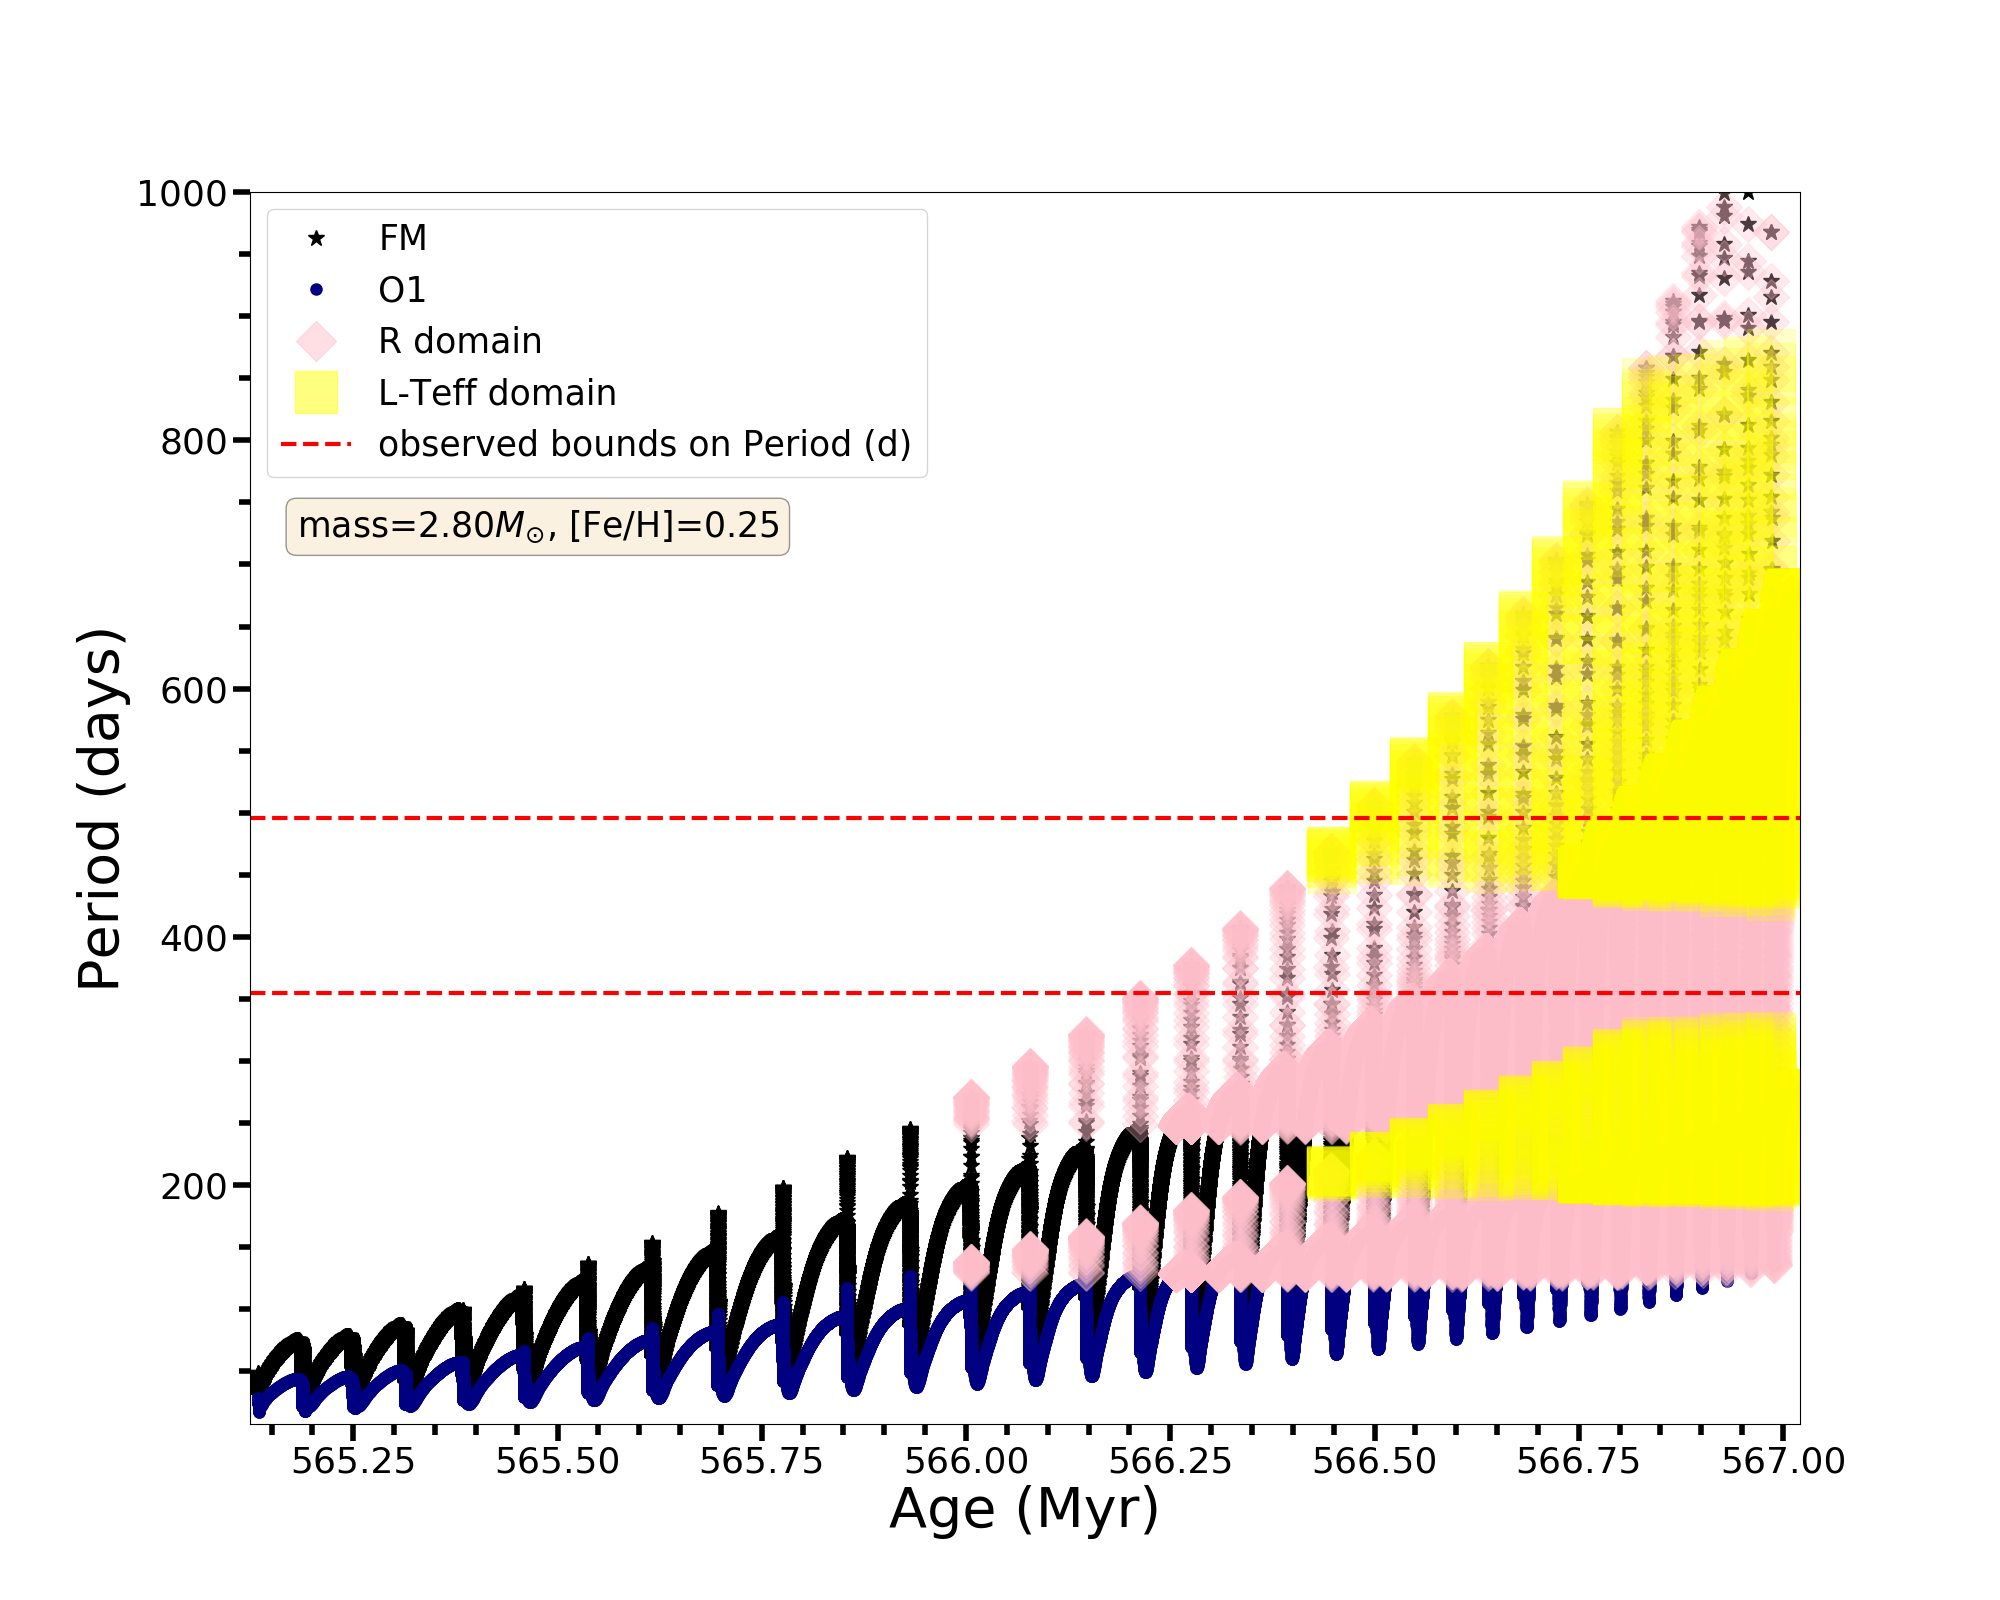 1000
800
600
400
200
Period (days)
FM
O1
R domain
L-Teff domain
observed bounds on Period (d)
mass=2.80M⊙, [Fe/H]=0.25
565.25 565.50 565.75 566.00 566.25 566.50 566.75 567.00
Age (Myr)